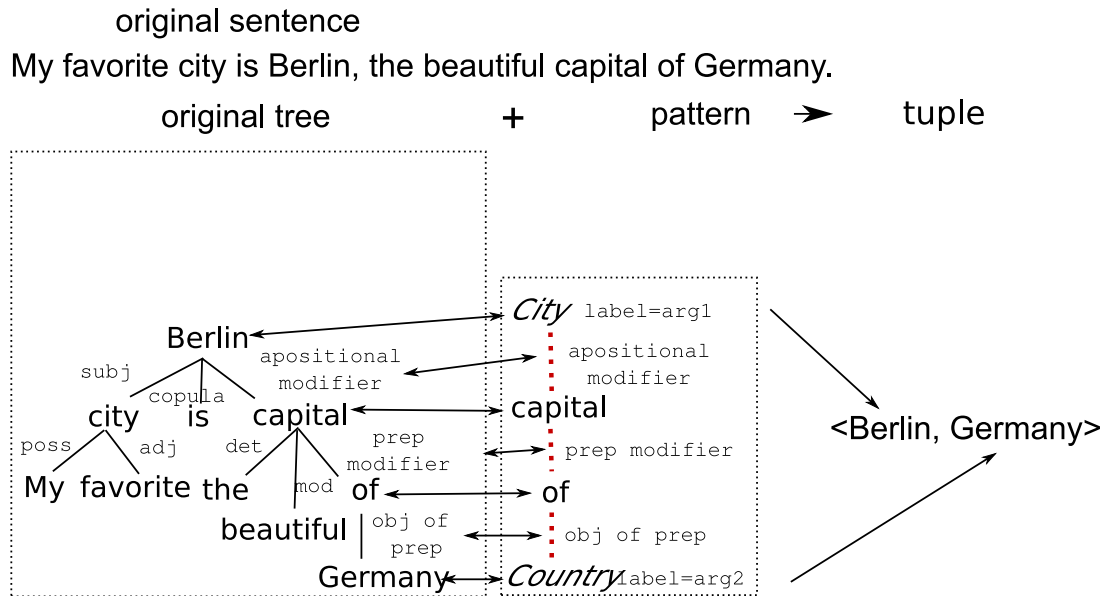 original sentence
My favorite city is Berlin, the beautiful capital of Germany.
original tree + pattern tuple
City label=arg1
Berlin
apositional
modifier
apositional
modifier
subj
copula
city is capital
capital
<Berlin, Germany>
poss adj det
prep
modifier
prep modifier
My favorite the mod of
of
beautiful
obj of
prep
obj of prep
Germany
Country label=arg2